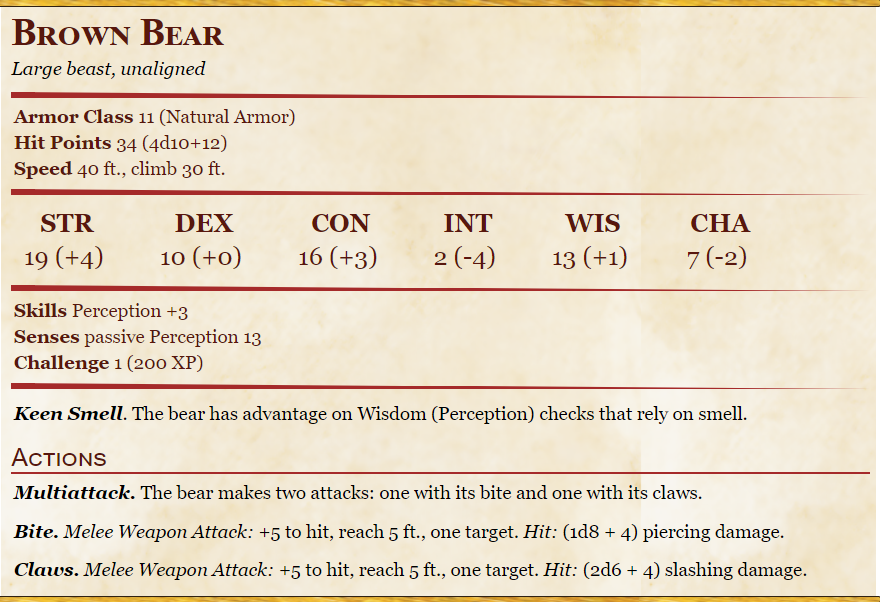 Brown Bear
Large beast, unaligned
Armor Class 11 (Natural Armor)
Hit Points 34 (4d10+12)
Speed 40 ft., climb 30 ft.
STR DEX CON INT WIS CHA
19 (+4) 10 (+0) 16 (+3) 2 (-4) 13 (+1) 7 (-2)
Skills Perception +3
Senses passive Perception 13
Challenge 1 (200 XP)
Keen Smell. The bear has advantage on Wisdom (Perception) checks that rely on smell.
Actions
Multiattack. The bear makes two attacks: one with its bite and one with its claws.
Bite. Melee Weapon Attack: +5 to hit, reach 5 ft., one target. Hit: (1d8 + 4) piercing damage.
Claws. Melee Weapon Attack: +5 to hit, reach 5 ft., one target. Hit: (2d6 + 4) slashing damage.